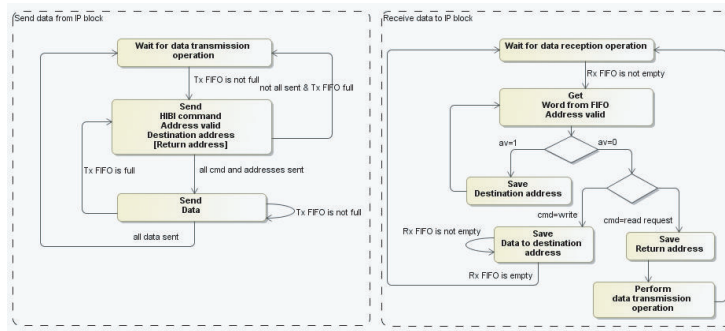 Send data from IP block
Wait for data transmission
operation
Tx FIFO is not full
not all sent & Tx FIFO full
Send
HIBI command
Address valid
Destination address
[Return address]
Tx FIFO is full
all cmd and addresses sent
Send
Data
Tx FIFO is not full
all data sent
Receive data to IP block
Wait for data reception operation
Rx FIFO is not empty
Get
Word from FIFO
Address valid
av=1
av=0
Save
Destination address
cmd=write
cmd=read request
Rx FIFO is not empty
Save
Data to destination
address
Save
Return address
Rx FIFO is empty
Perform
data transmission
operation